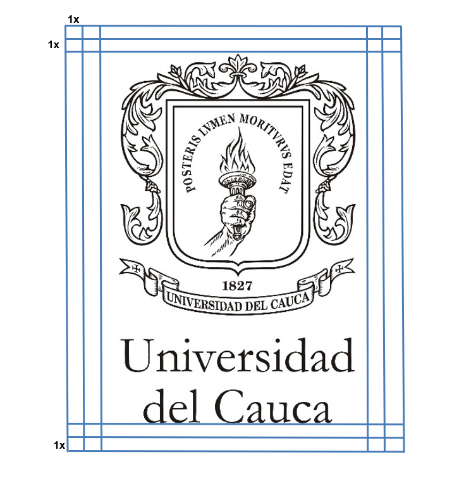 1x
1x
POSTERIS LVMEN MORITVRVS EDAT
1827
UNIVERSIDAD DEL CAUCA
Universidad
del Cauca
1x